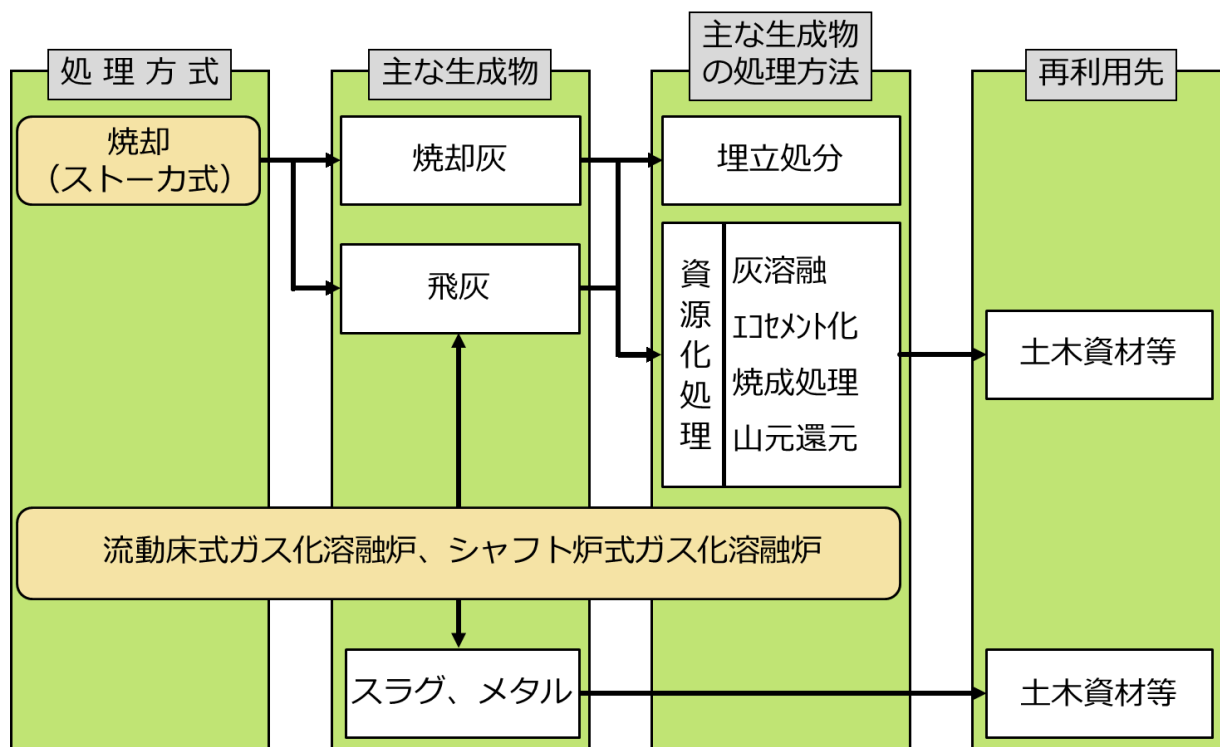 処 理 方 式
主な生成物
主な生成物
の処理方法
再利用先
焼却
（ストーカ式）
焼却灰
埋立処分
飛灰
資源化処理
灰溶融
ｴｺｾﾒﾝﾄ化
焼成処理
山元還元
土木資材等
流動床式ガス化溶融炉、シャフト炉式ガス化溶融炉
スラグ、メタル
土木資材等